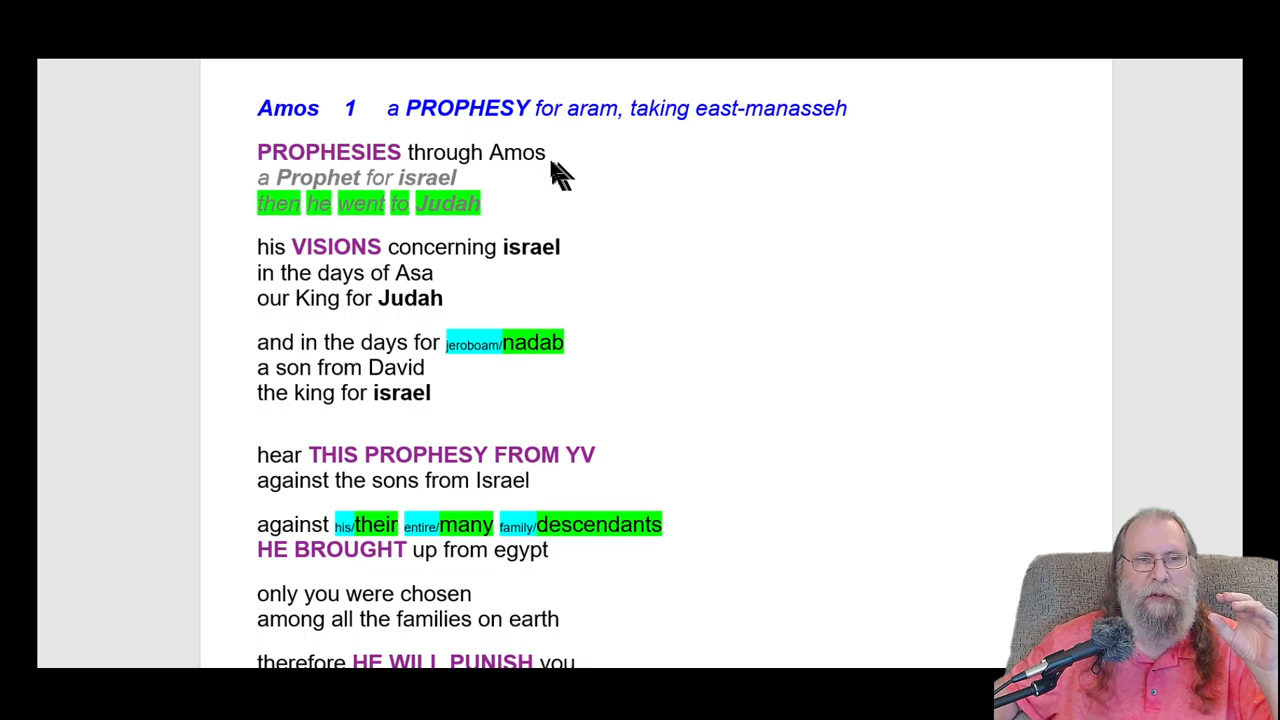 Amos 1 a PROPHESY for aram, taking east-manasseh
PROPHESIES through Amos
a Prophet for israel
then he went to Judah
his VISIONS concerning israel
in the days of Asa
our King for Judah
and in the days for jeroboam/nadab
a son from David
the king for israel
hear THIS PROPHESY FROM YV
against the sons from Israel
against his/their entire/many family/descendants
HE BROUGHT up from egypt
only you were chosen
among all the families on earth
therefore HE WILL PUNISH you